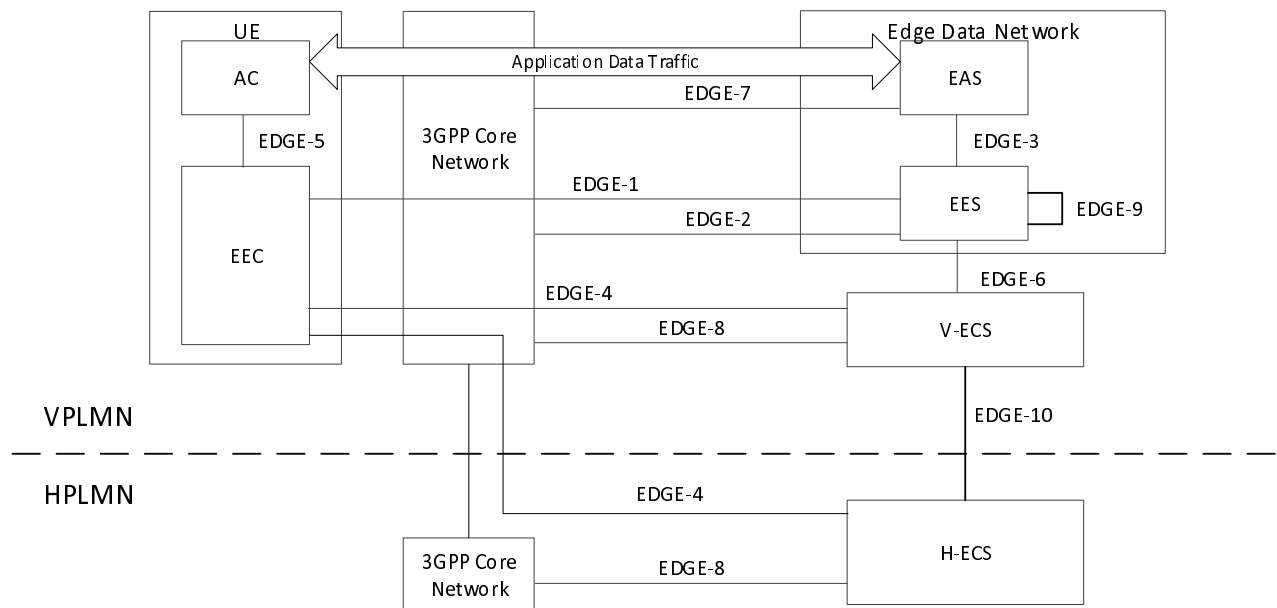 UE
Edge Data Network
AC
Application Data Traffic
EAS
EDGE-7
EDGE-5
3GPP Core
Network
EDGE-3
EDGE-1
EES
EDGE-9
EDGE-2
EEC
EDGE-6
EDGE-4
EDGE-8
V-ECS
VPLMN
EDGE-10
HPLMN
EDGE-4
H-ECS
3GPP Core
Network
EDGE-8